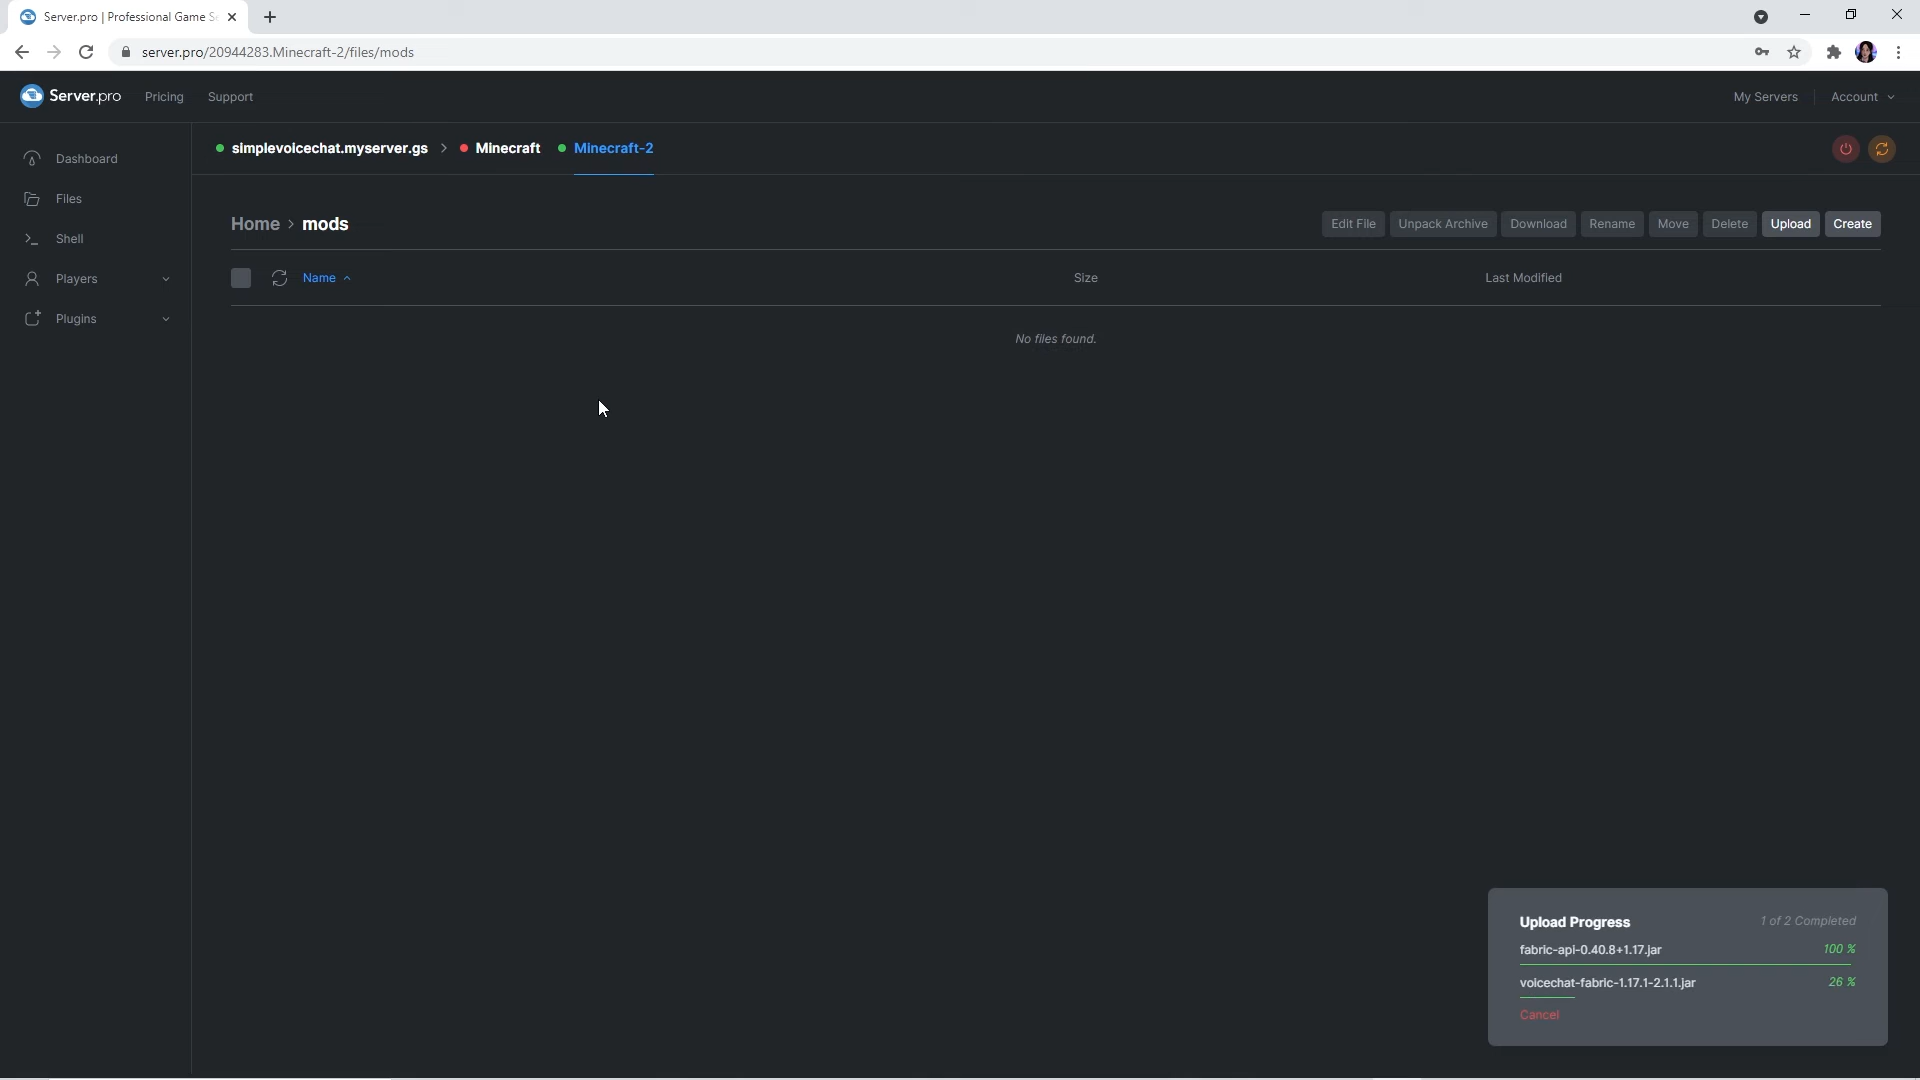 Server.pro | Professional Game S
server.pro/20944283.Minecraft-2/files/mods
Server.pro Pricing Support My Servers Account
simplevoicechat.myserver.gs > Minecraft Minecraft-2
Dashboard
Files
Shell
Players
Plugins
Home > mods
Edit File Unpack Archive Download Rename Move Delete Upload Create
Name Size Last Modified
No files found.
Upload Progress 1 of 2 Completed
fabric-api-0.40.8+1.17.jar 100 %
voicechat-fabric-1.17.1-2.1.1.jar 26 %
Cancel